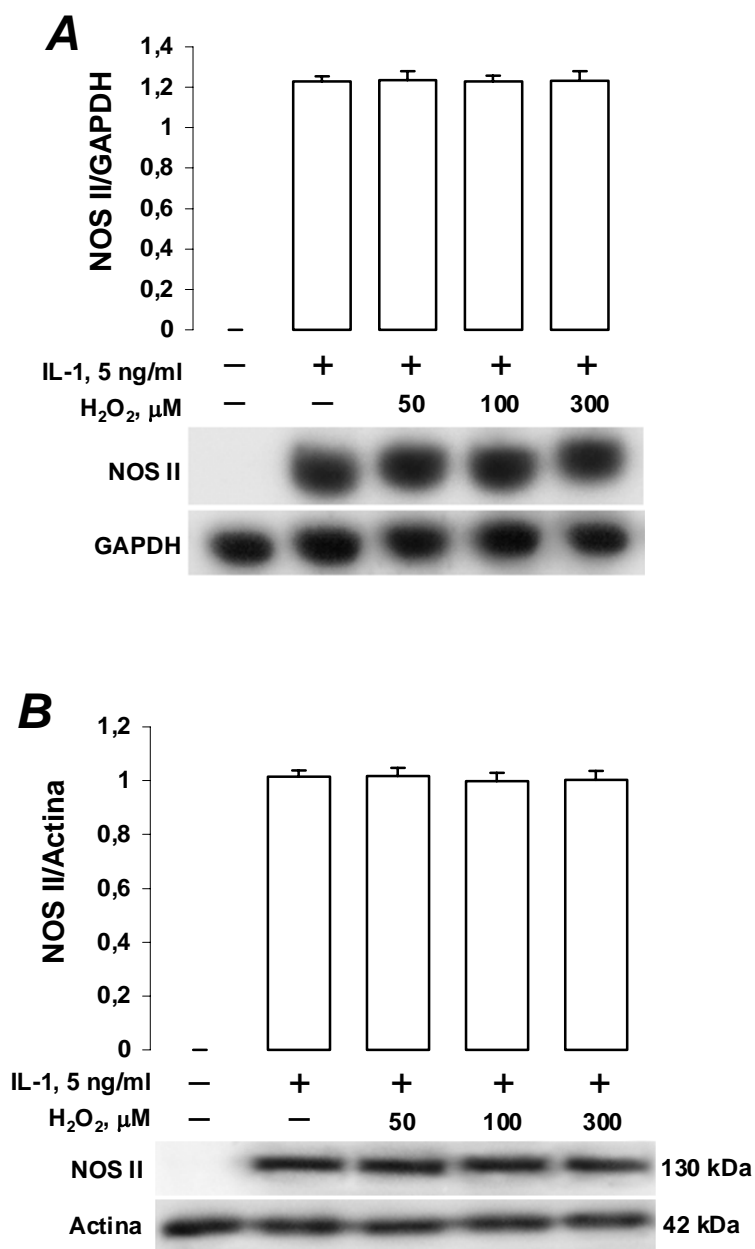 A
1,4
1,2
1
0,8
0,6
0,4
0,2
0
NOS II/GAPDH
IL-1, 5 ng/ml – + + + +
H₂O₂, μM – – 50 100 300
NOS II
GAPDH
B
1,2
1
0,8
0,6
0,4
0,2
0
NOS II/Actina
IL-1, 5 ng/ml – + + + +
H₂O₂, μM – – 50 100 300
NOS II 130 kDa
Actina 42 kDa